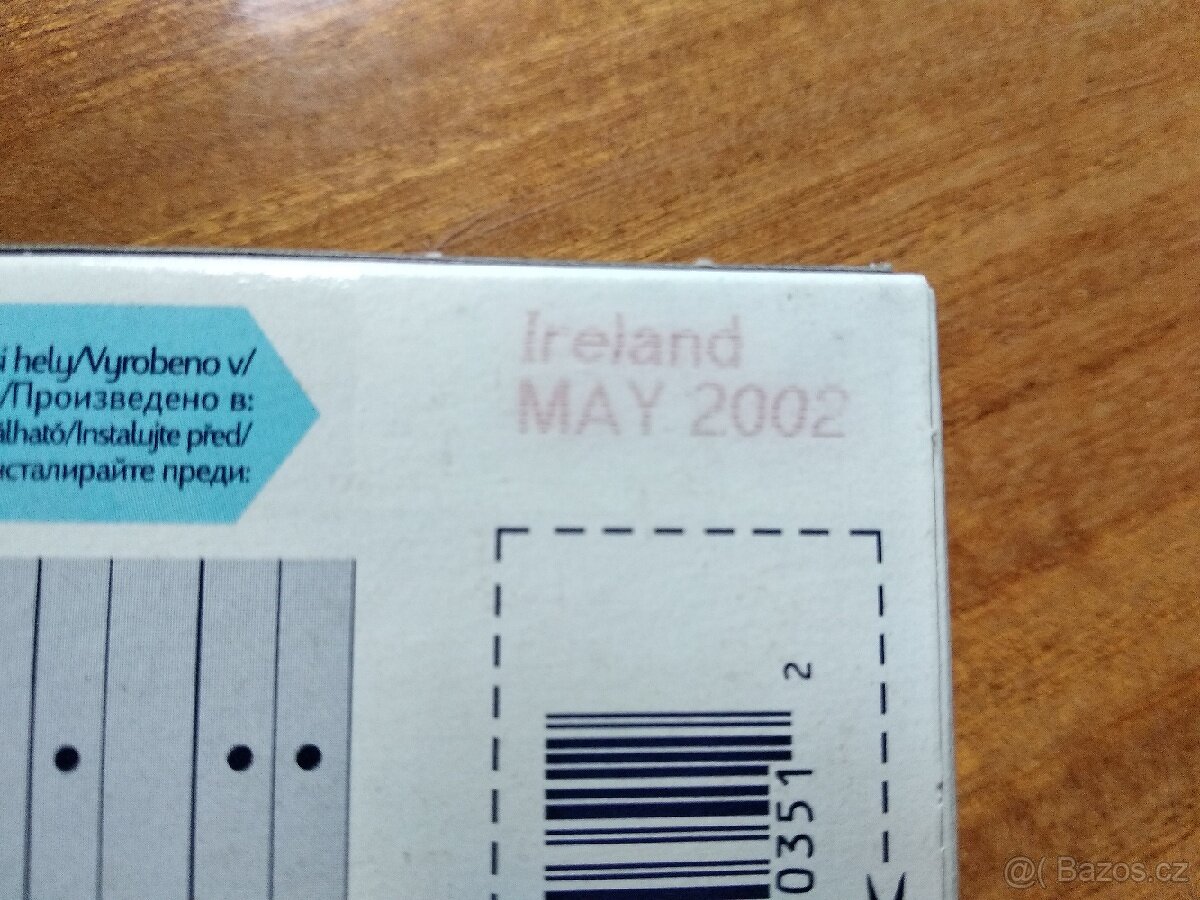 Ireland
MAY 2002
i hely/Vyrobeno v/
/Произведено в:
álható/Instalujte před/
нсталирайте преди:
2
0351
@( Bazos.cz